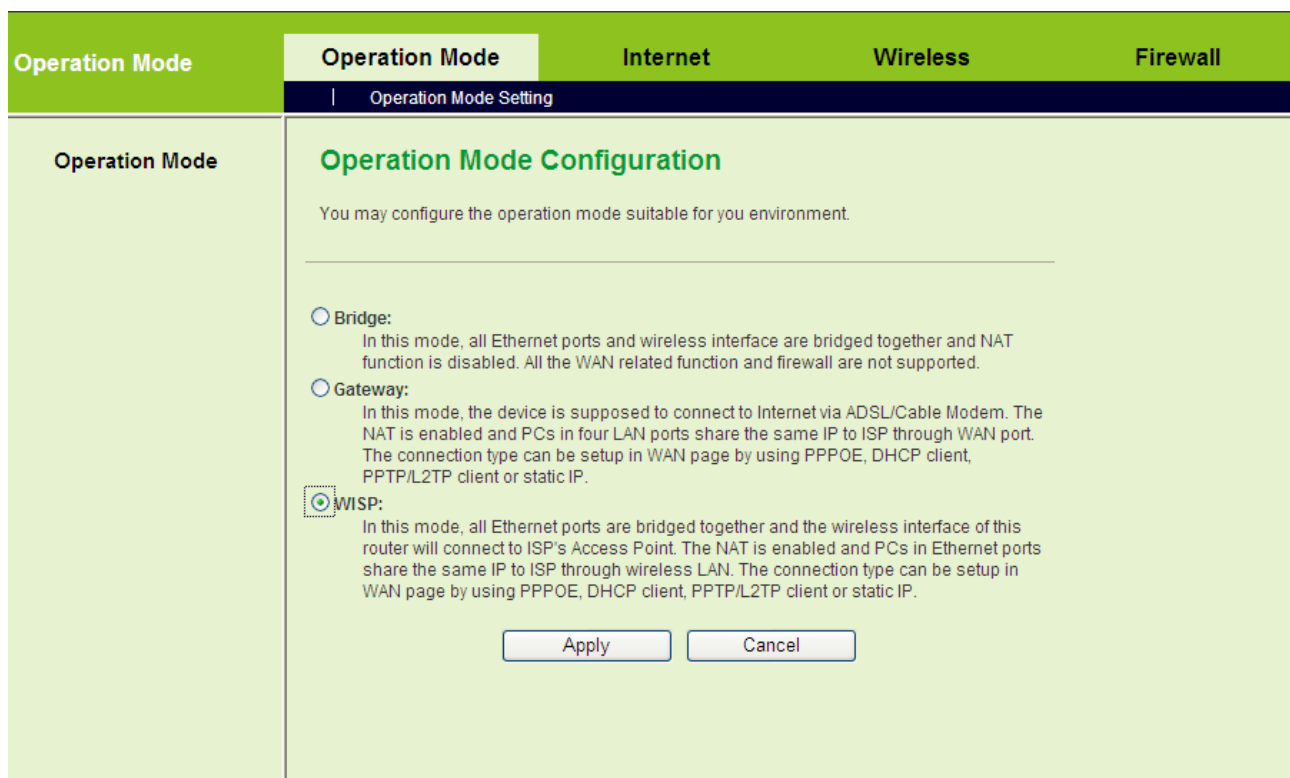 Operation Mode
Operation Mode Internet Wireless Firewall
| Operation Mode Setting
Operation Mode
Operation Mode Configuration
You may configure the operation mode suitable for you environment.
Bridge:
In this mode, all Ethernet ports and wireless interface are bridged together and NAT
function is disabled. All the WAN related function and firewall are not supported.
Gateway:
In this mode, the device is supposed to connect to Internet via ADSL/Cable Modem. The
NAT is enabled and PCs in four LAN ports share the same IP to ISP through WAN port.
The connection type can be setup in WAN page by using PPPOE, DHCP client,
PPTP/L2TP client or static IP.
WISP:
In this mode, all Ethernet ports are bridged together and the wireless interface of this
router will connect to ISP's Access Point. The NAT is enabled and PCs in Ethernet ports
share the same IP to ISP through wireless LAN. The connection type can be setup in
WAN page by using PPPOE, DHCP client, PPTP/L2TP client or static IP.
Apply Cancel